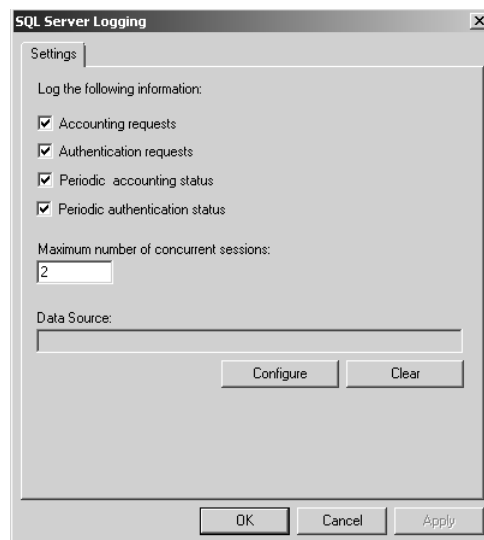 SQL Server Logging
Settings
Log the following information:
Accounting requests
Authentication requests
Periodic accounting status
Periodic authentication status
Maximum number of concurrent sessions:
2
Data Source:
Configure
Clear
OK
Cancel
Apply